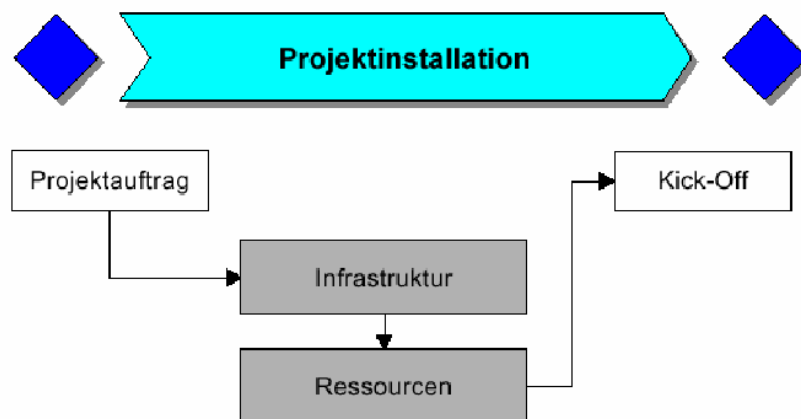 Projektinstallation
Projektauftrag
Kick-Off
Infrastruktur
Ressourcen